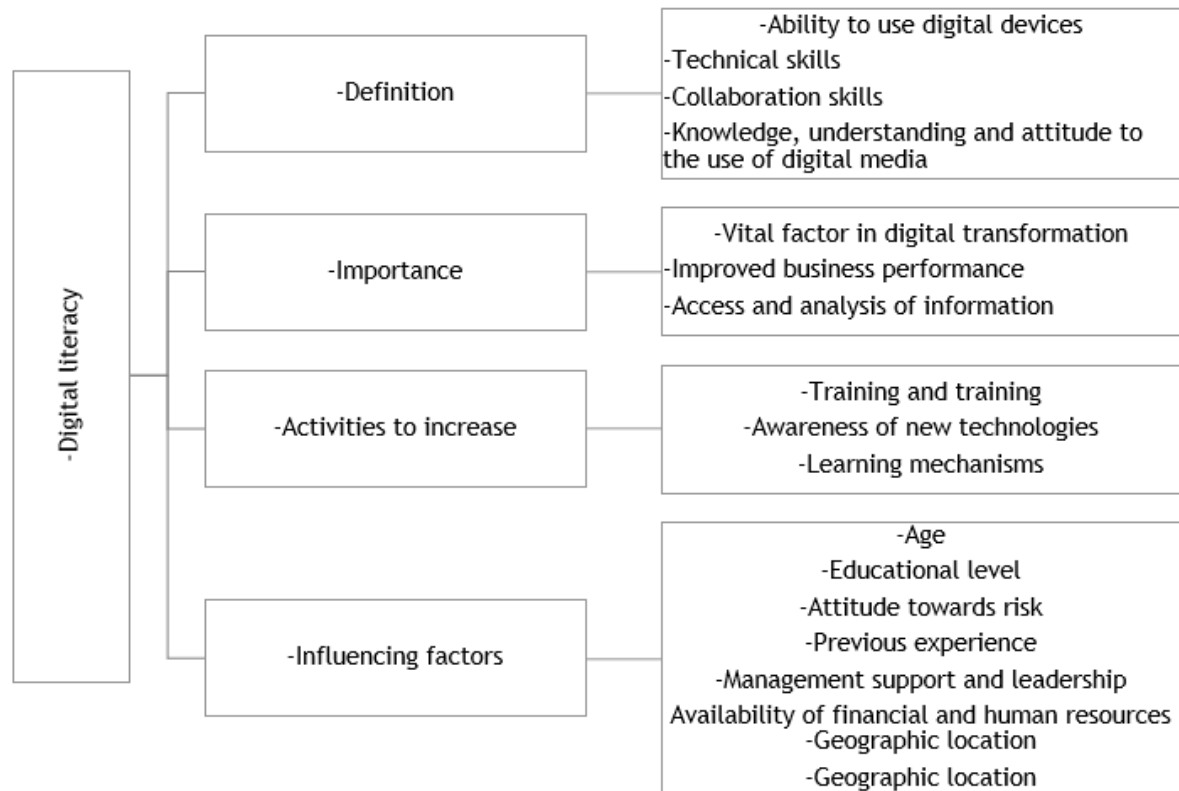 -Digital literacy
-Definition
-Ability to use digital devices
-Technical skills
-Collaboration skills
-Knowledge, understanding and attitude to
the use of digital media
-Importance
-Vital factor in digital transformation
-Improved business performance
-Access and analysis of information
-Activities to increase
-Training and training
-Awareness of new technologies
-Learning mechanisms
-Influencing factors
-Age
-Educational level
-Attitude towards risk
-Previous experience
-Management support and leadership
Availability of financial and human resources
-Geographic location
-Geographic location